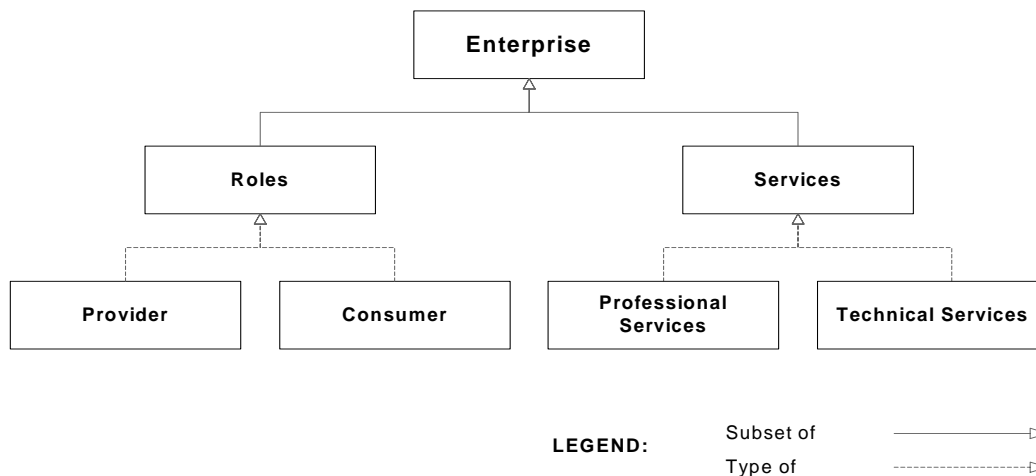 Enterprise
Roles
Services
Provider
Consumer
Professional
Services
Technical Services
LEGEND:
Subset of
Type of